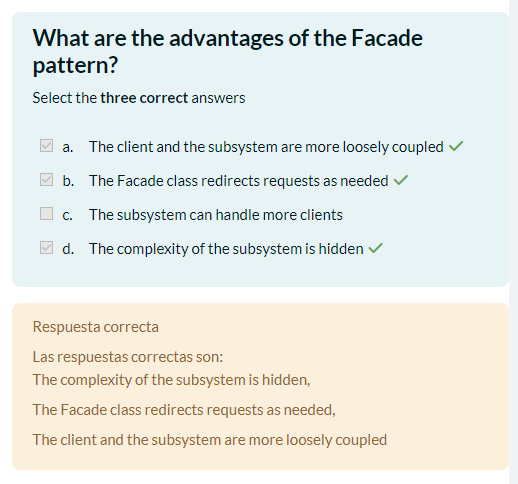 What are the advantages of the Facade
pattern?
Select the three correct answers
a. The client and the subsystem are more loosely coupled
b. The Facade class redirects requests as needed
c. The subsystem can handle more clients
d. The complexity of the subsystem is hidden
Respuesta correcta
Las respuestas correctas son:
The complexity of the subsystem is hidden,
The Facade class redirects requests as needed,
The client and the subsystem are more loosely coupled